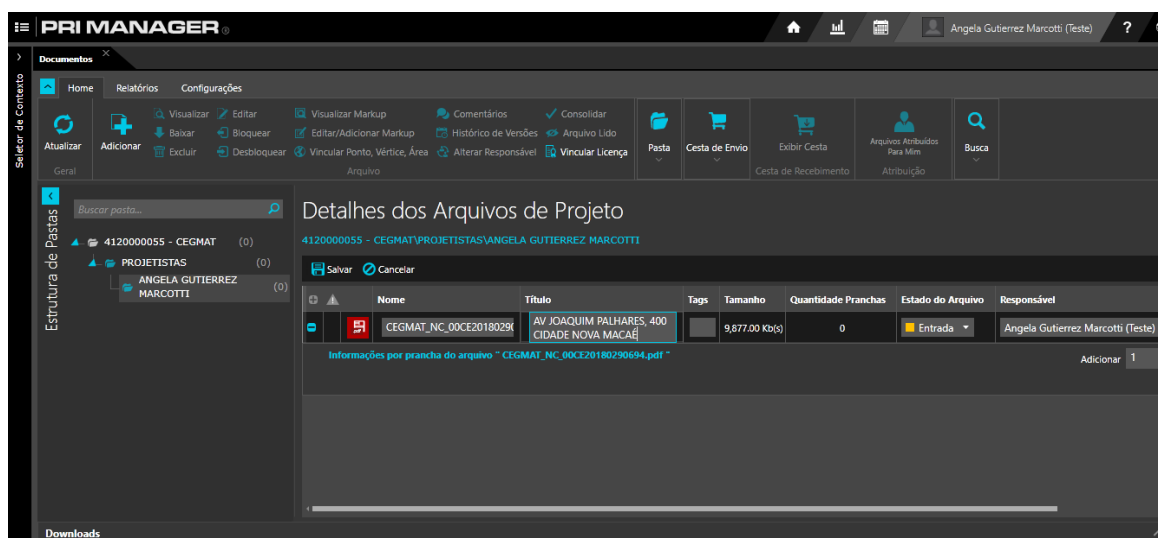 PRI MANAGER ®
Angela Gutierrez Marcotti (Teste) ?
Seletor de Contexto
Documentos
Home Relatórios Configurações
Atualizar
Geral
Adicionar
Visualizar Editar
Baixar Bloquear
Excluir Desbloquear
Visualizar Markup
Editar/Adicionar Markup
Vincular Ponto, Vértice, Área
Comentários
Histórico de Versões
Alterar Responsável
Consolidar
Arquivo Lido
Vincular Licença
Arquivo
Pasta
Cesta de Envio
Exibir Cesta
Cesta de Recebimento
Arquivos Atribuídos
Para Mim
Atribuição
Busca
Estrutura de Pastas
Buscar pasta...
4120000055 - CEGMAT (0)
PROJETISTAS (0)
ANGELA GUTIERREZ
MARCOTTI (0)
Detalhes dos Arquivos de Projeto
4120000055 - CEGMAT\PROJETISTAS\ANGELA GUTIERREZ MARCOTTI
Salvar Cancelar
Nome Título Tags Tamanho Quantidade Pranchas Estado do Arquivo Responsável
CEGMAT_NC_00CE20180290
AV JOAQUIM PALHARES, 400
CIDADE NOVA MACAÉ
9,877.00 Kb(s) 0 Entrada Angela Gutierrez Marcotti (Teste)
Informações por prancha do arquivo " CEGMAT_NC_00CE20180290694.pdf "
Adicionar 1
Downloads